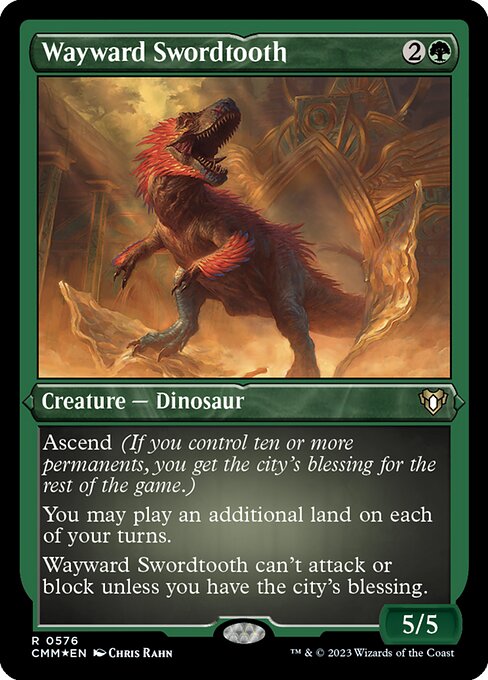 Wayward Swordtooth 2
Creature — Dinosaur
Ascend (If you control ten or more
permanents, you get the city's blessing for
the rest of the game.)
You may play an additional land on each
of your turns.
Wayward Swordtooth can't attack or
block unless you have the city's blessing.
5/5
R 0576
CMM★EN Chris Rahn ™ & © 2023 Wizards of the Coast